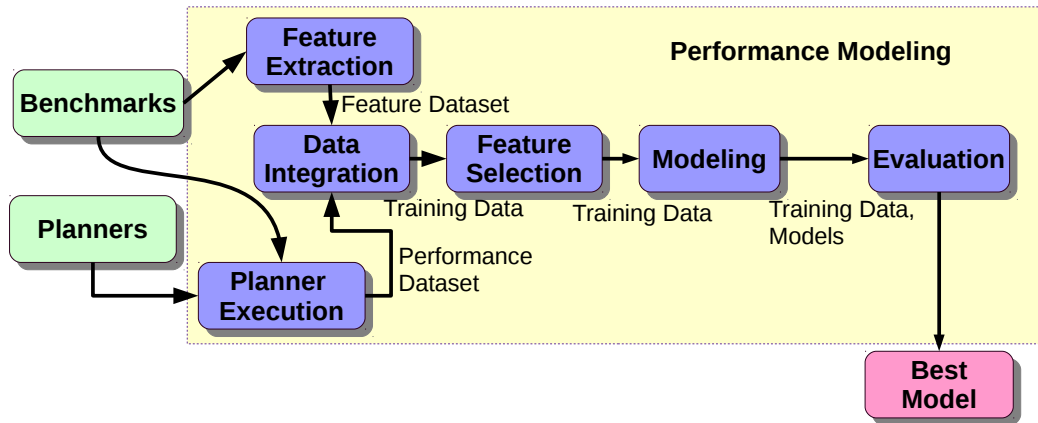 Feature
Extraction
Performance Modeling
Benchmarks
Feature Dataset
Data
Integration
Feature
Selection
Modeling
Evaluation
Training Data
Training Data
Training Data,
Models
Planners
Performance
Dataset
Planner
Execution
Best
Model